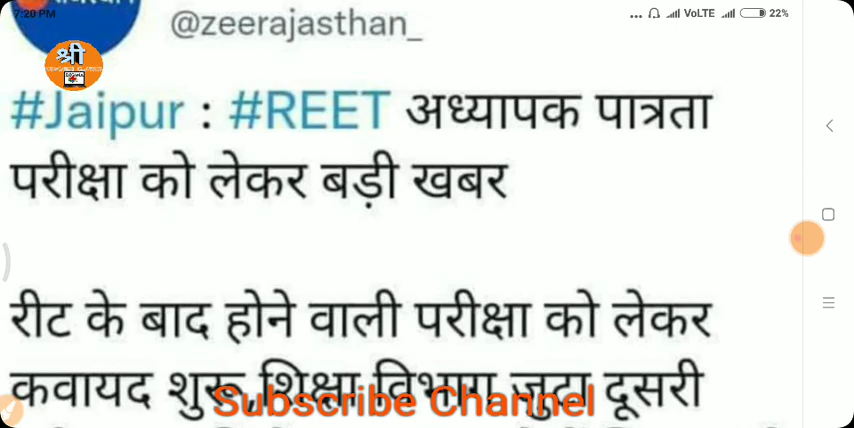 7:20 PM
... VoLTE 22%
@zeerajasthan_
श्री
#Jaipur : #REET अध्यापक पात्रता
परीक्षा को लेकर बड़ी खबर
रीट के बाद होने वाली परीक्षा को लेकर
कवायद शुरू,शिक्षा विभाग जुटा दूसरी
Subscribe Channel